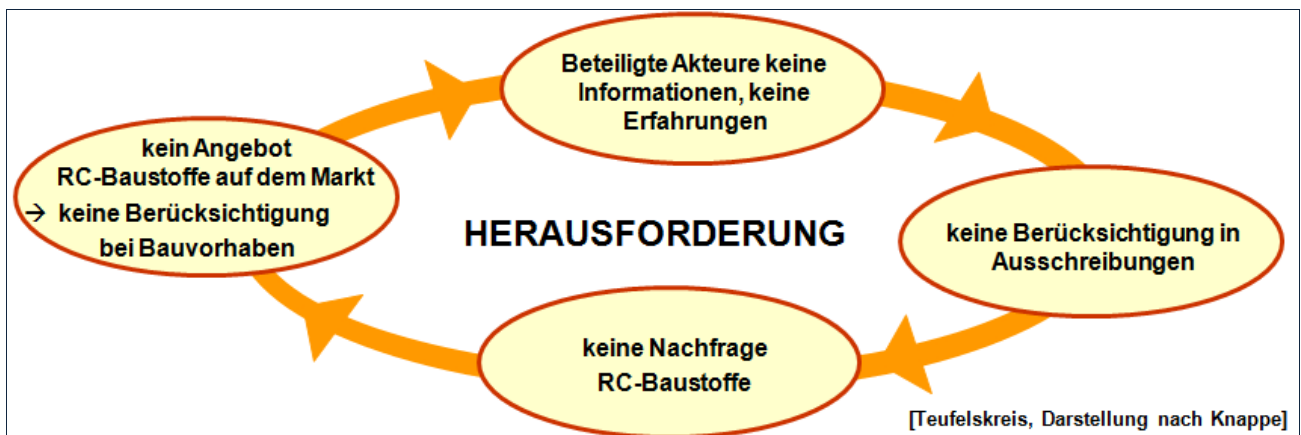 Beteiligte Akteure keine
Informationen, keine
Erfahrungen
kein Angebot
RC-Baustoffe auf dem Markt
→ keine Berücksichtigung
bei Bauvorhaben
HERAUSFORDERUNG
keine Berücksichtigung in
Ausschreibungen
keine Nachfrage
RC-Baustoffe
[Teufelskreis, Darstellung nach Knappe]